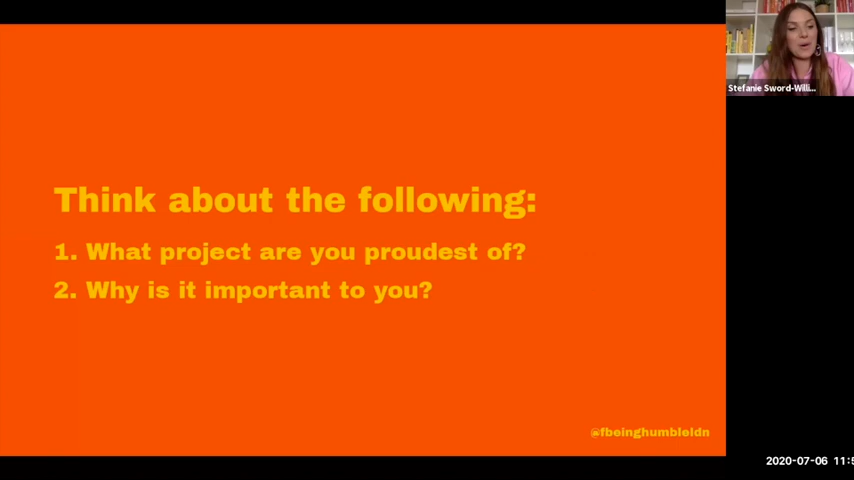 Stefanie Sword-Willi...
Think about the following:
1. What project are you proudest of?
2. Why is it important to you?
@fbeinghumbleldn
2020-07-06 11:5